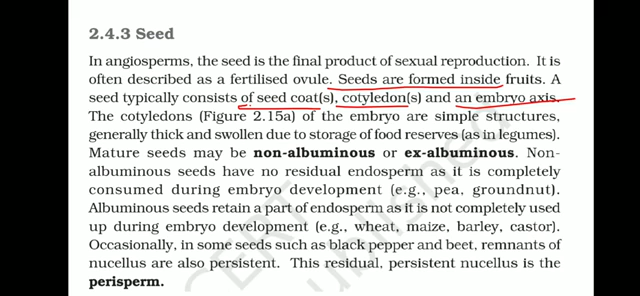 2.4.3 Seed
In angiosperms, the seed is the final product of sexual reproduction. It is
often described as a fertilised ovule. Seeds are formed inside fruits. A
seed typically consists of seed coat(s), cotyledon(s) and an embryo axis.
The cotyledons (Figure 2.15a) of the embryo are simple structures,
generally thick and swollen due to storage of food reserves (as in legumes).
Mature seeds may be non-albuminous or ex-albuminous. Non-
albuminous seeds have no residual endosperm as it is completely
consumed during embryo development (e.g., pea, groundnut).
Albuminous seeds retain a part of endosperm as it is not completely used
up during embryo development (e.g., wheat, maize, barley, castor).
Occasionally, in some seeds such as black pepper and beet, remnants of
nucellus are also persistent. This residual, persistent nucellus is the
perisperm.